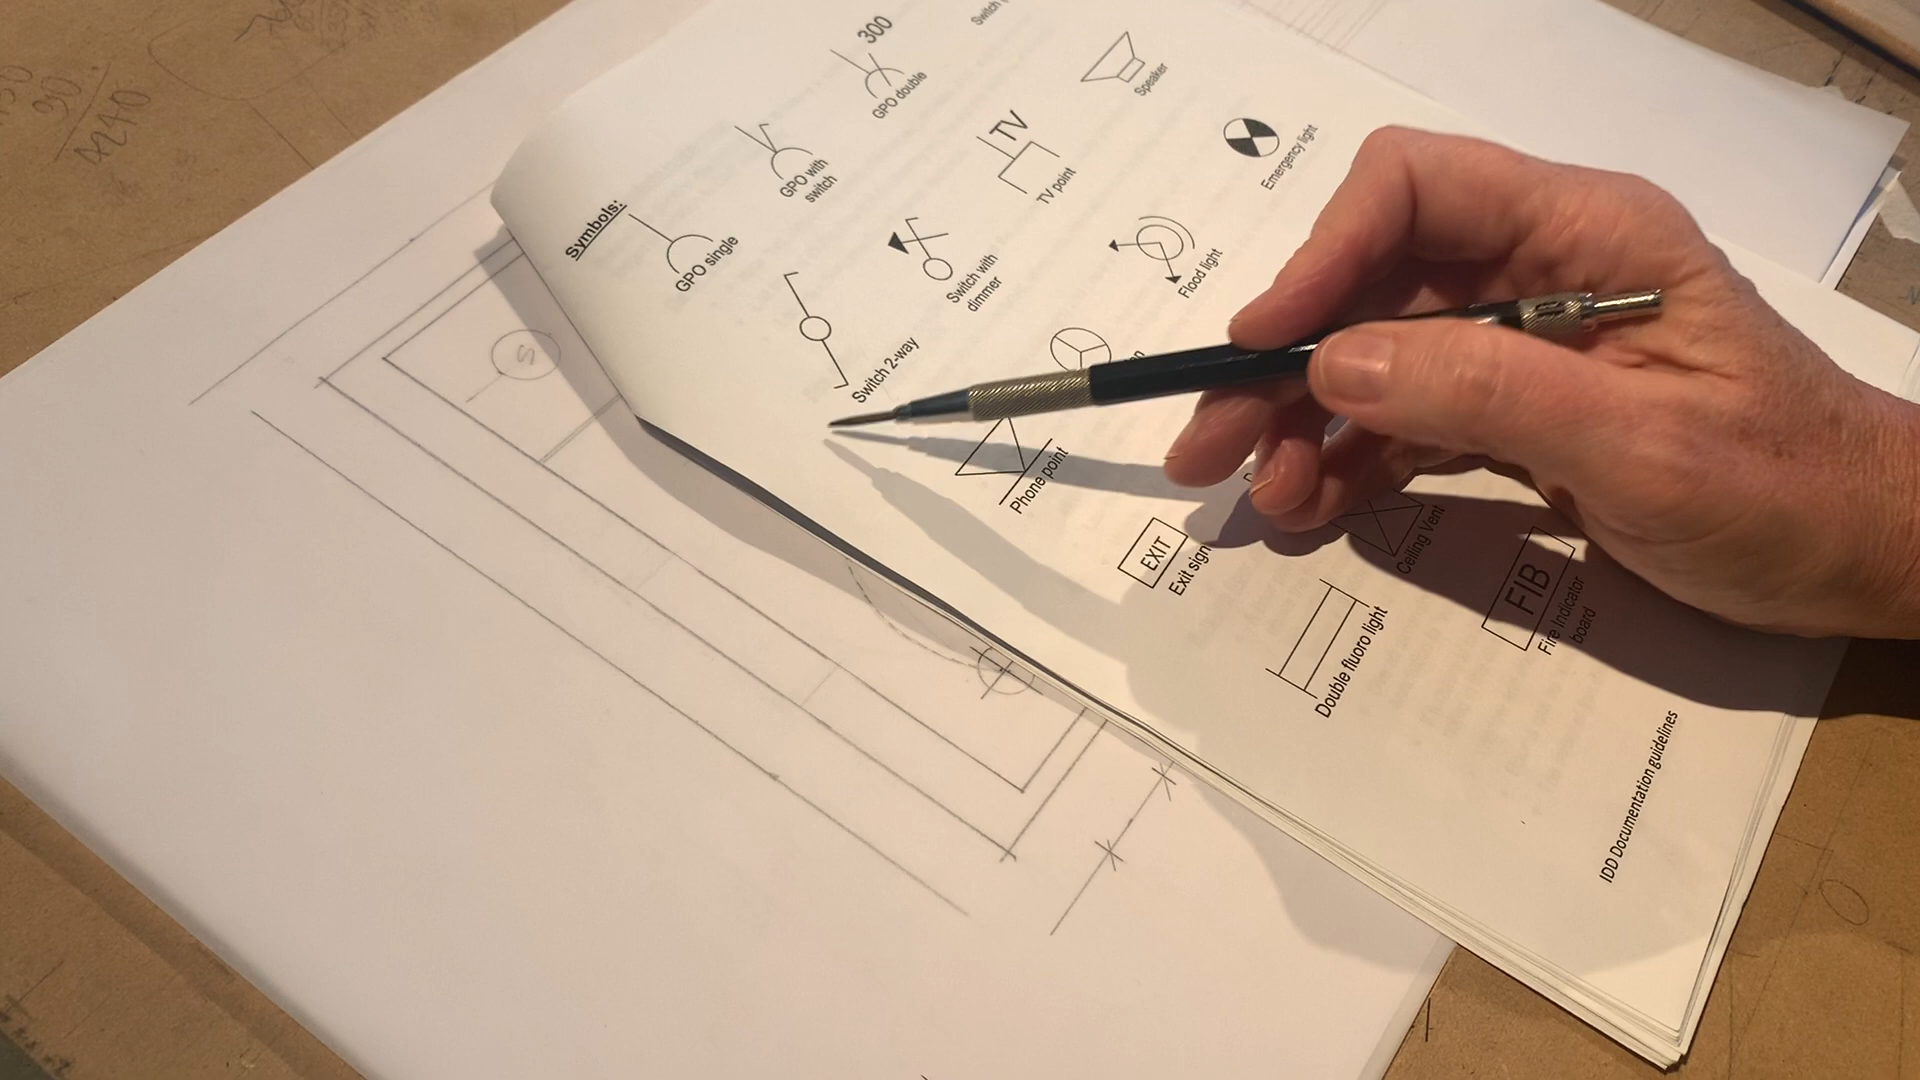 Symbols:
GPO single
GPO with
switch
300
GPO double
Switch
Switch 2-way
Switch with
dimmer
TV
TV point
Speaker
Flood light
Emergency light
Phone point
EXIT
Exit sign
Ceiling Vent
Double fluoro light
FIB
Fire Indicator
board
IDD Documentation guidelines
S
90